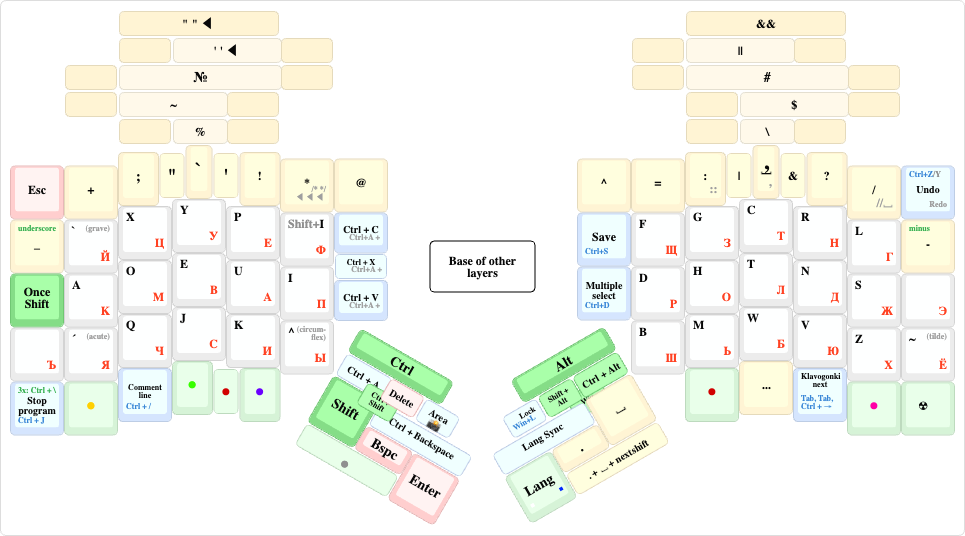 " " ◀
&&
' ' ◀
||
№
#
~
$
%
\
Esc
+
;
"
`
'
!
*
/* */
◀ ◀ ◀
@
^
=
:
::
|
,
,
&
?
/
//⎵
Ctrl+Z/Y
Undo
Redo
underscore
_
` (grave)
Й
X
Ц
Y
У
P
Е
Shift+I
Ф
Ctrl + C
Ctrl+A +
Ctrl + X
Ctrl+A +
Ctrl + V
Ctrl+A +
Save
Ctrl+S
F
Щ
G
З
C
Т
R
Н
L
Г
minus
-
Once
Shift
A
К
O
М
E
В
U
А
I
П
Base of other
layers
Multiple
select
Ctrl+D
D
Р
H
О
T
Л
N
Д
S
Ж
Э
Ъ
´ (acute)
Я
Q
Ч
J
С
K
И
^ (circum-
flex)
Ы
B
Ш
M
Ь
W
Б
V
Ю
Z
Х
~ (tilde)
Ё
3x: Ctrl + \
Stop
program
Ctrl + J
Comment
line
Ctrl + /
...
Klavogonki
next
Tab, Tab,
Ctrl + →
Ctrl
Ctrl + A
Shift
Delete
Area
Shift
Ctrl + Backspace
Bspc
Enter
Alt
Ctrl + Alt
Shift +
Alt
Lock
Win+L
⎵
Lang Sync
.
. + ⎵ + nextshift
Lang